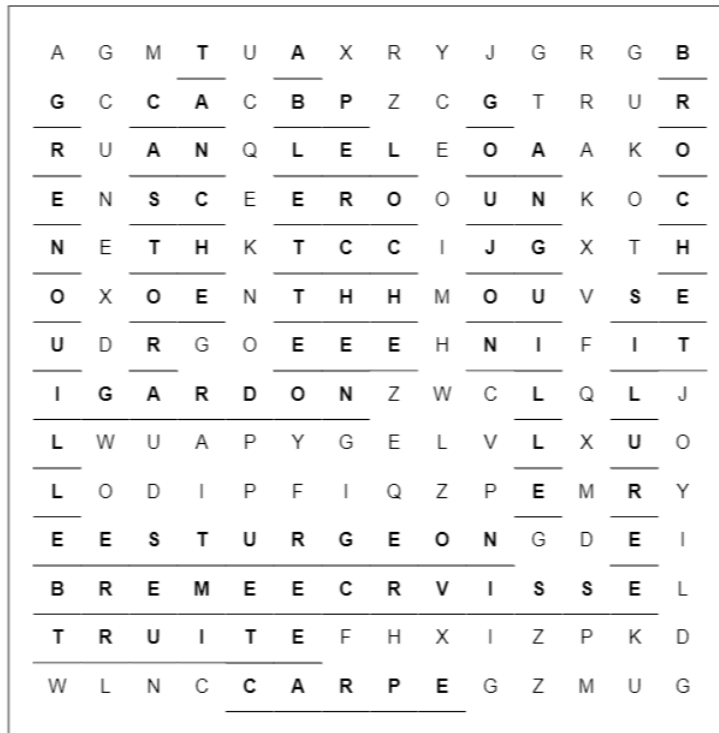 A G M T U A X R Y J G R G B
G C C A C B P Z C G T R U R
R U A N Q L E L E O A A K O
E N S C E E R O O U N K O C
N E T H K T C C I J G X T H
O X O E N T H H M O U V S E
U D R G O E E E H N I F I T
I G A R D O N Z W C L Q L J
L W U A P Y G E L V L X U O
L O D I P F I Q Z P E M R Y
E E S T U R G E O N G D E I
B R E M E E C R V I S S E L
T R U I T E F H X I Z P K D
W L N C C A R P E G Z M U G